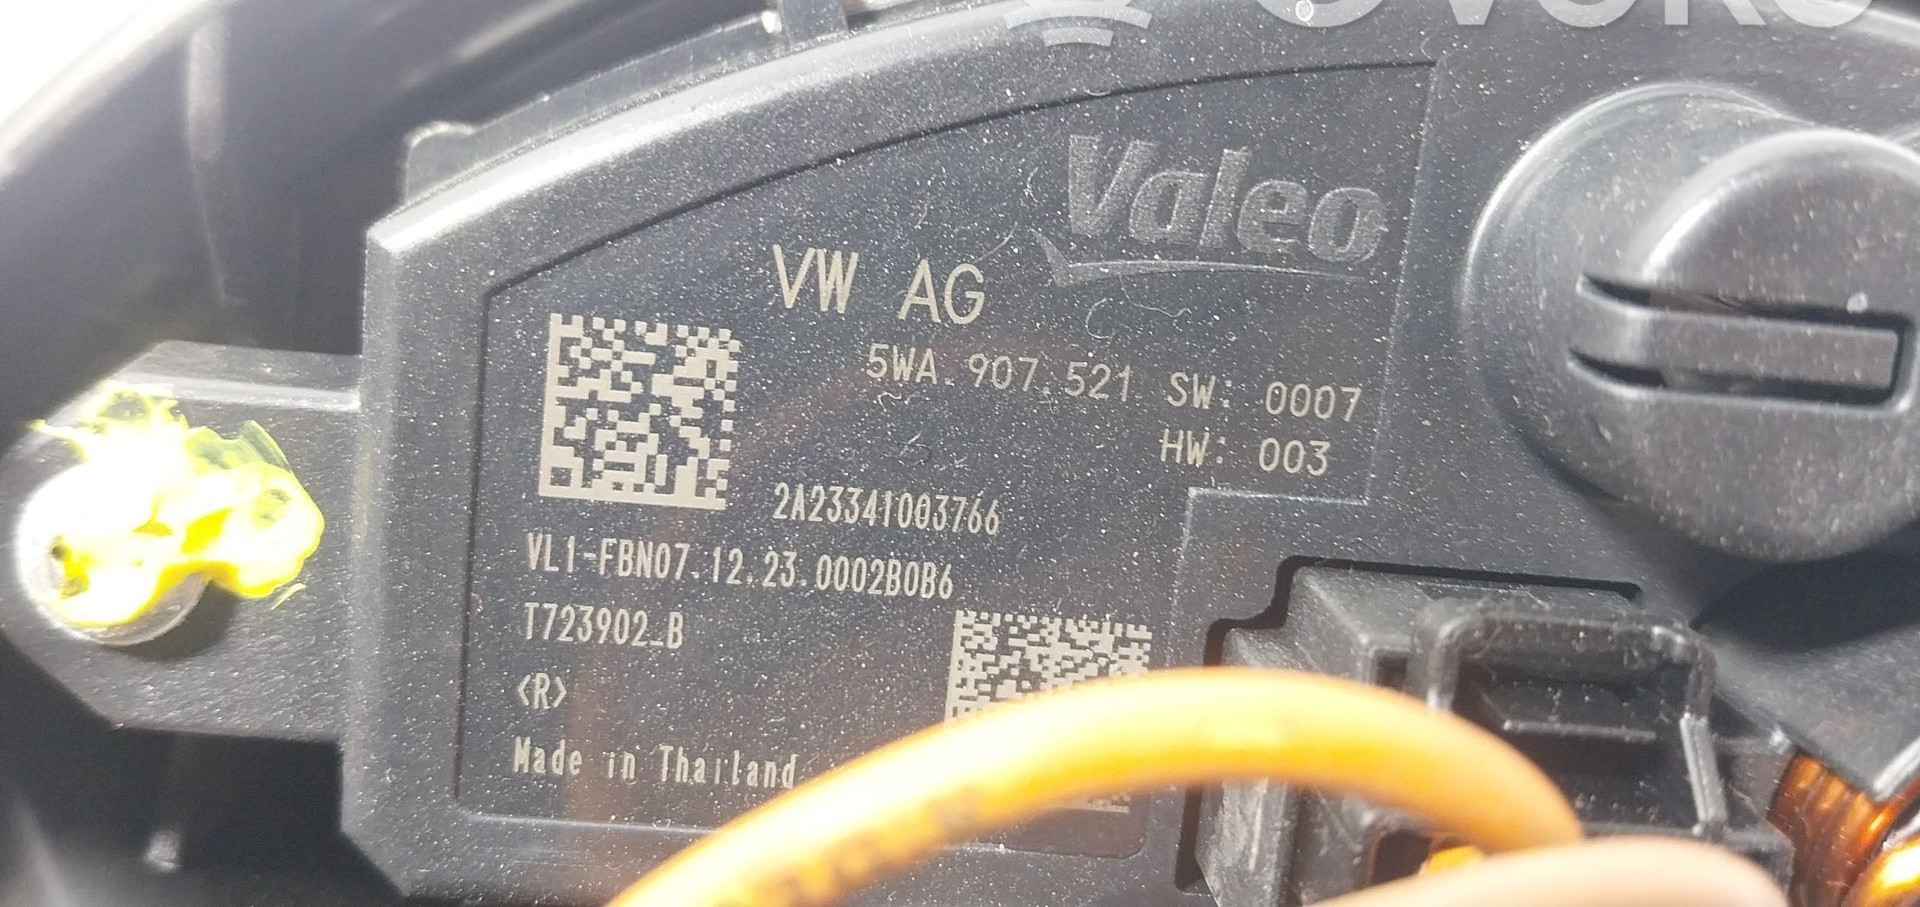 OVOKO
Valeo
VW AG
5WA.907.521 SW: 0007
HW: 003
2A23341003766
VL1-FBN07.12.23.0002B0B6
T723902_B
<R>
Made in Thailand